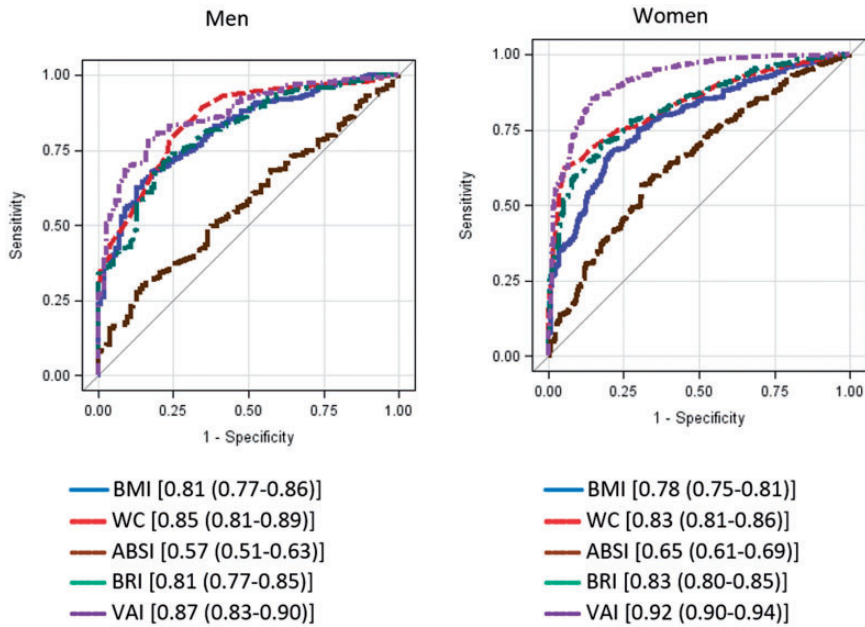 Men
1.00
0.75
0.50
0.25
0.00
Sensitivity
0.00 0.25 0.50 0.75 1.00
1 - Specificity
BMI [0.81 (0.77-0.86)]
WC [0.85 (0.81-0.89)]
ABSI [0.57 (0.51-0.63)]
BRI [0.81 (0.77-0.85)]
VAI [0.87 (0.83-0.90)]
Women
1.00
0.75
0.50
0.25
0.00
Sensitivity
0.00 0.25 0.50 0.75 1.00
1 - Specificity
BMI [0.78 (0.75-0.81)]
WC [0.83 (0.81-0.86)]
ABSI [0.65 (0.61-0.69)]
BRI [0.83 (0.80-0.85)]
VAI [0.92 (0.90-0.94)]